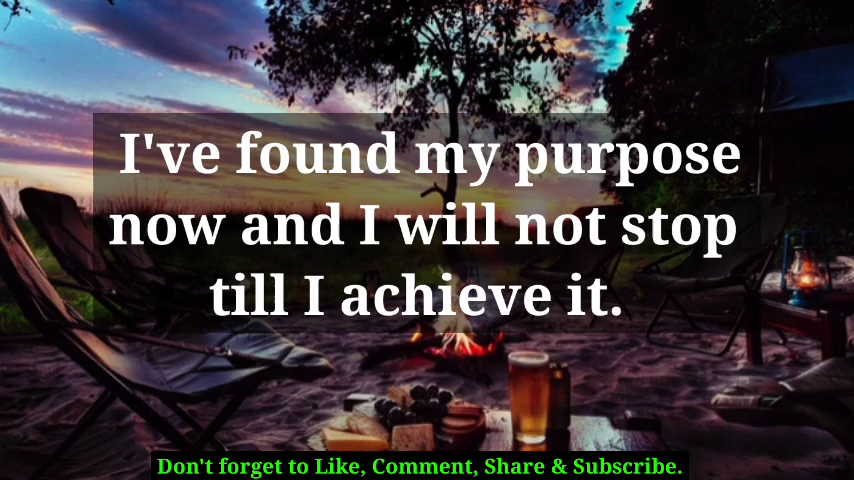 I've found my purpose
now and I will not stop
till I achieve it.
Don't forget to Like, Comment, Share & Subscribe.